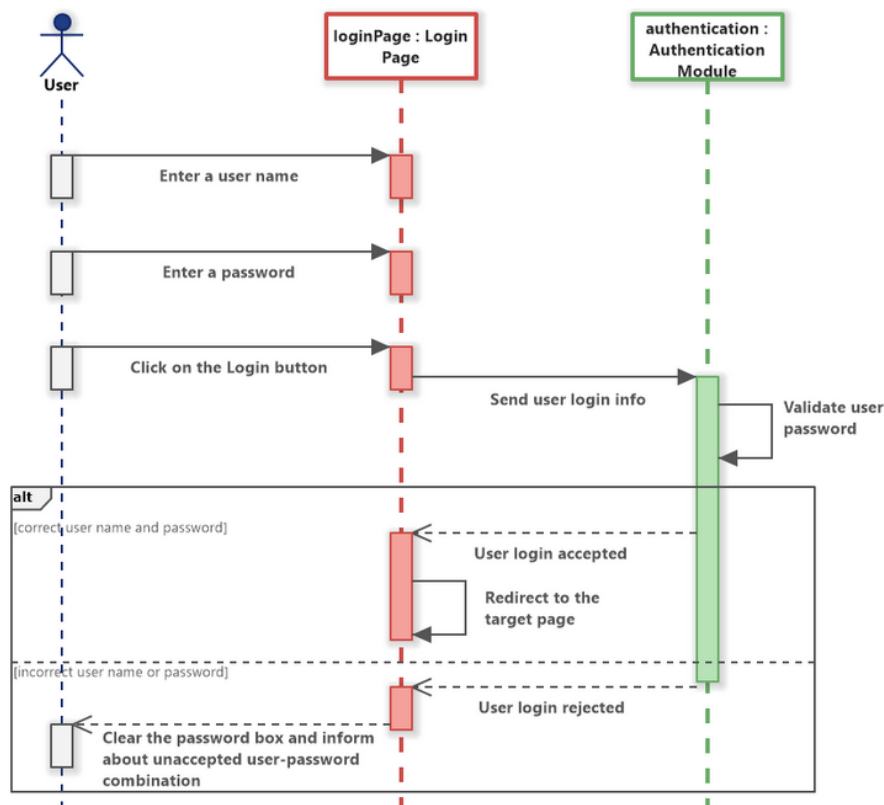 loginPage : Login
Page
authentication :
Authentication
Module
User
Enter a user name
Enter a password
Click on the Login button
Send user login info
Validate user
password
alt
[correct user name and password]
User login accepted
Redirect to the
target page
[incorrect user name or password]
User login rejected
Clear the password box and inform
about unaccepted user-password
combination